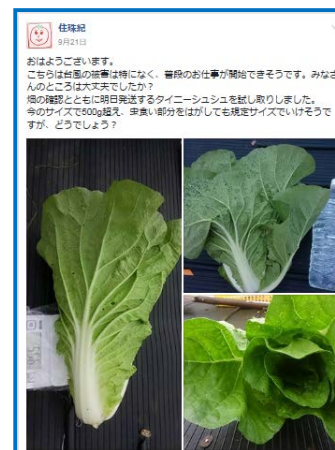 住珠紀
9月21日
おはようございます。
こちらは台風の被害は特になく、普段のお仕事が開始できそうです。みなさ
んのところは大丈夫でしたか？
畑の確認とともに明日発送するタイニーシュシュを試し取りしました。
今のサイズで500g超え、虫食い部分をはがしても規定サイズでいけそうで
すが、どうでしょう？